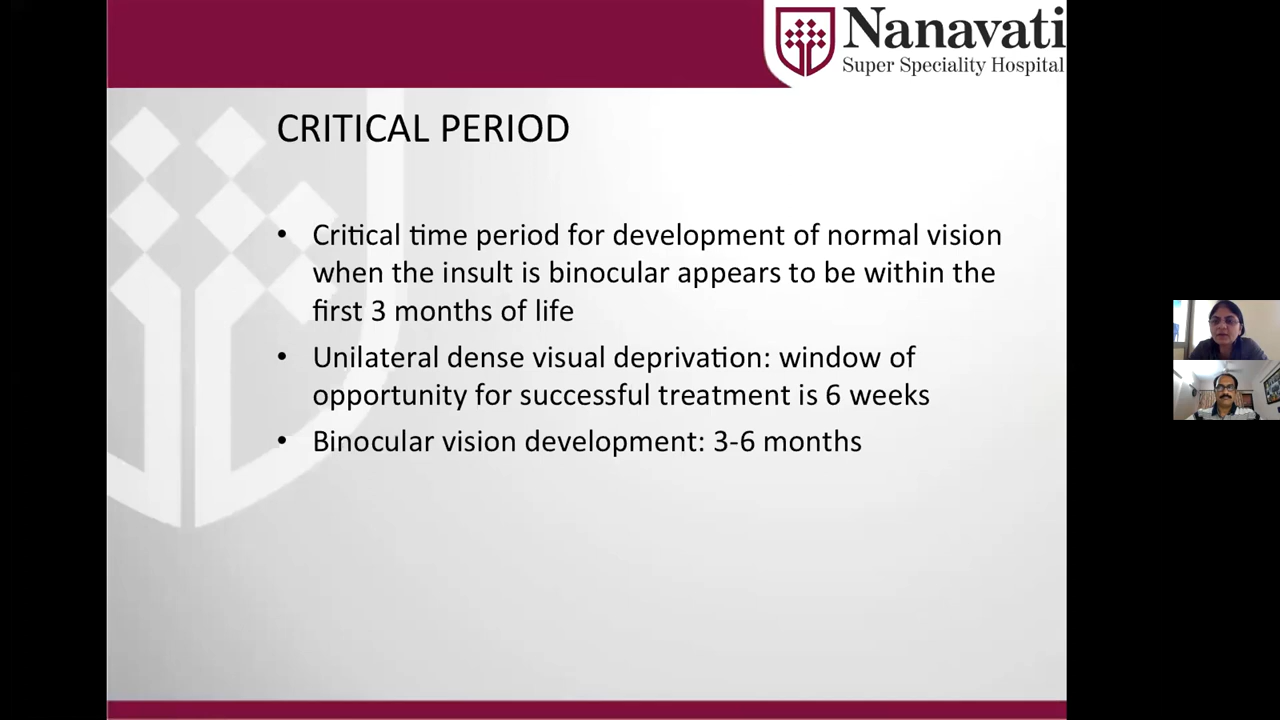 Nanavati
Super Speciality Hospital
CRITICAL PERIOD
• Critical time period for development of normal vision
when the insult is binocular appears to be within the
first 3 months of life
• Unilateral dense visual deprivation: window of
opportunity for successful treatment is 6 weeks
• Binocular vision development: 3-6 months